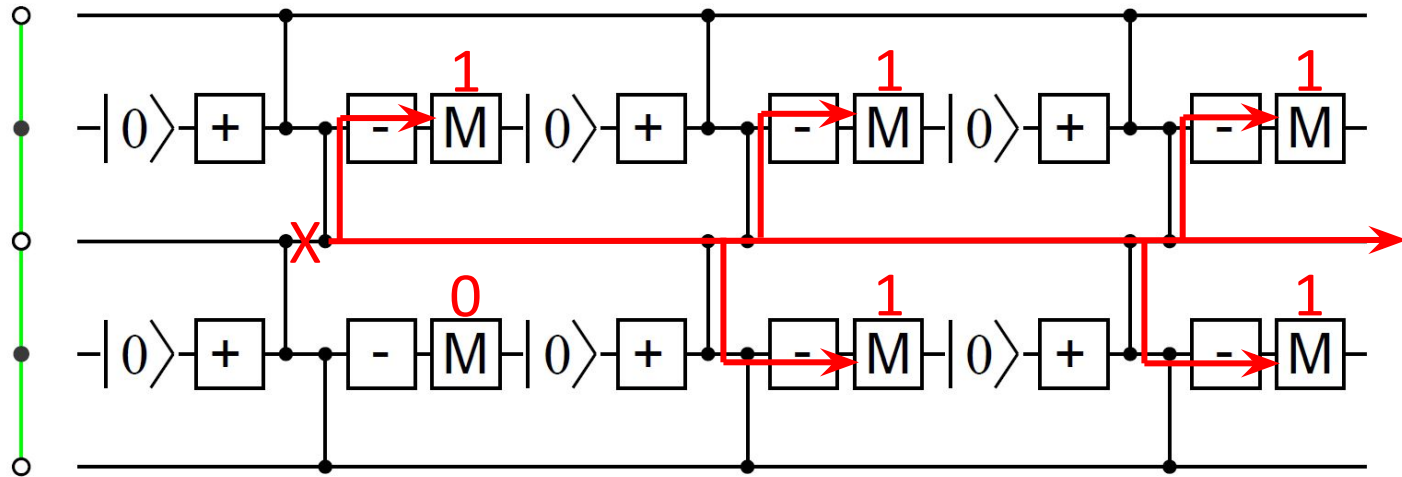 1 1 1
|0⟩ + - M |0⟩ + - M |0⟩ + - M
X
0 1 1
|0⟩ + - M |0⟩ + - M |0⟩ + - M